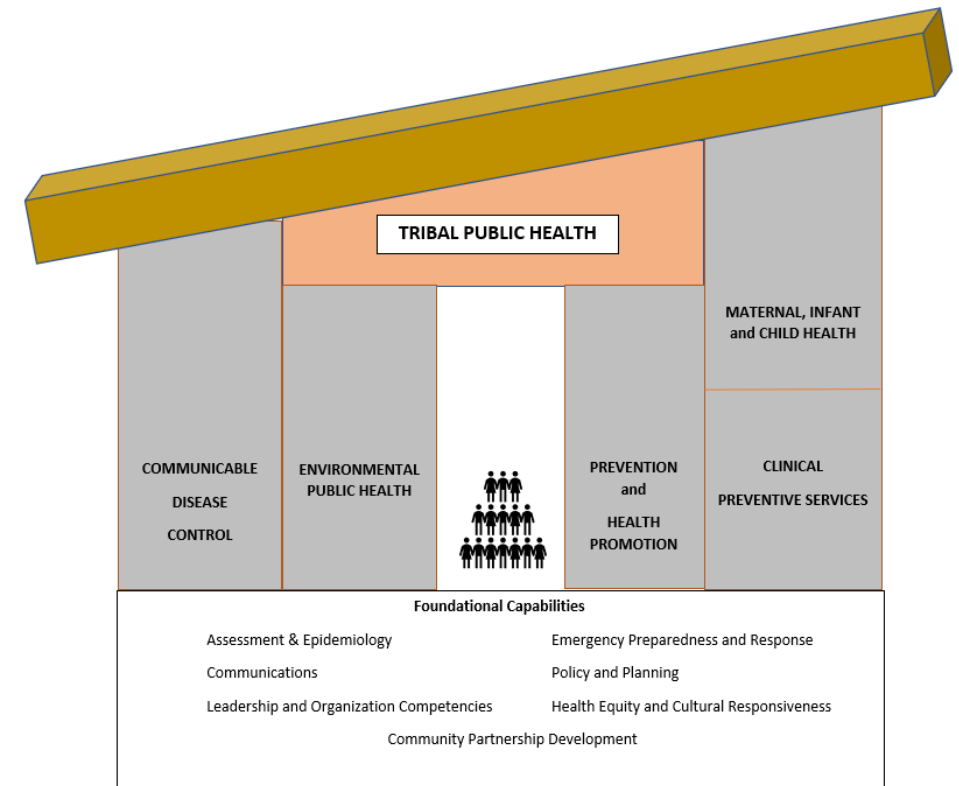 TRIBAL PUBLIC HEALTH
MATERNAL, INFANT
and CHILD HEALTH
COMMUNICABLE
DISEASE
CONTROL
ENVIRONMENTAL
PUBLIC HEALTH
PREVENTION
and
HEALTH
PROMOTION
CLINICAL
PREVENTIVE SERVICES
Foundational Capabilities
Assessment & Epidemiology
Emergency Preparedness and Response
Communications
Policy and Planning
Leadership and Organization Competencies
Health Equity and Cultural Responsiveness
Community Partnership Development